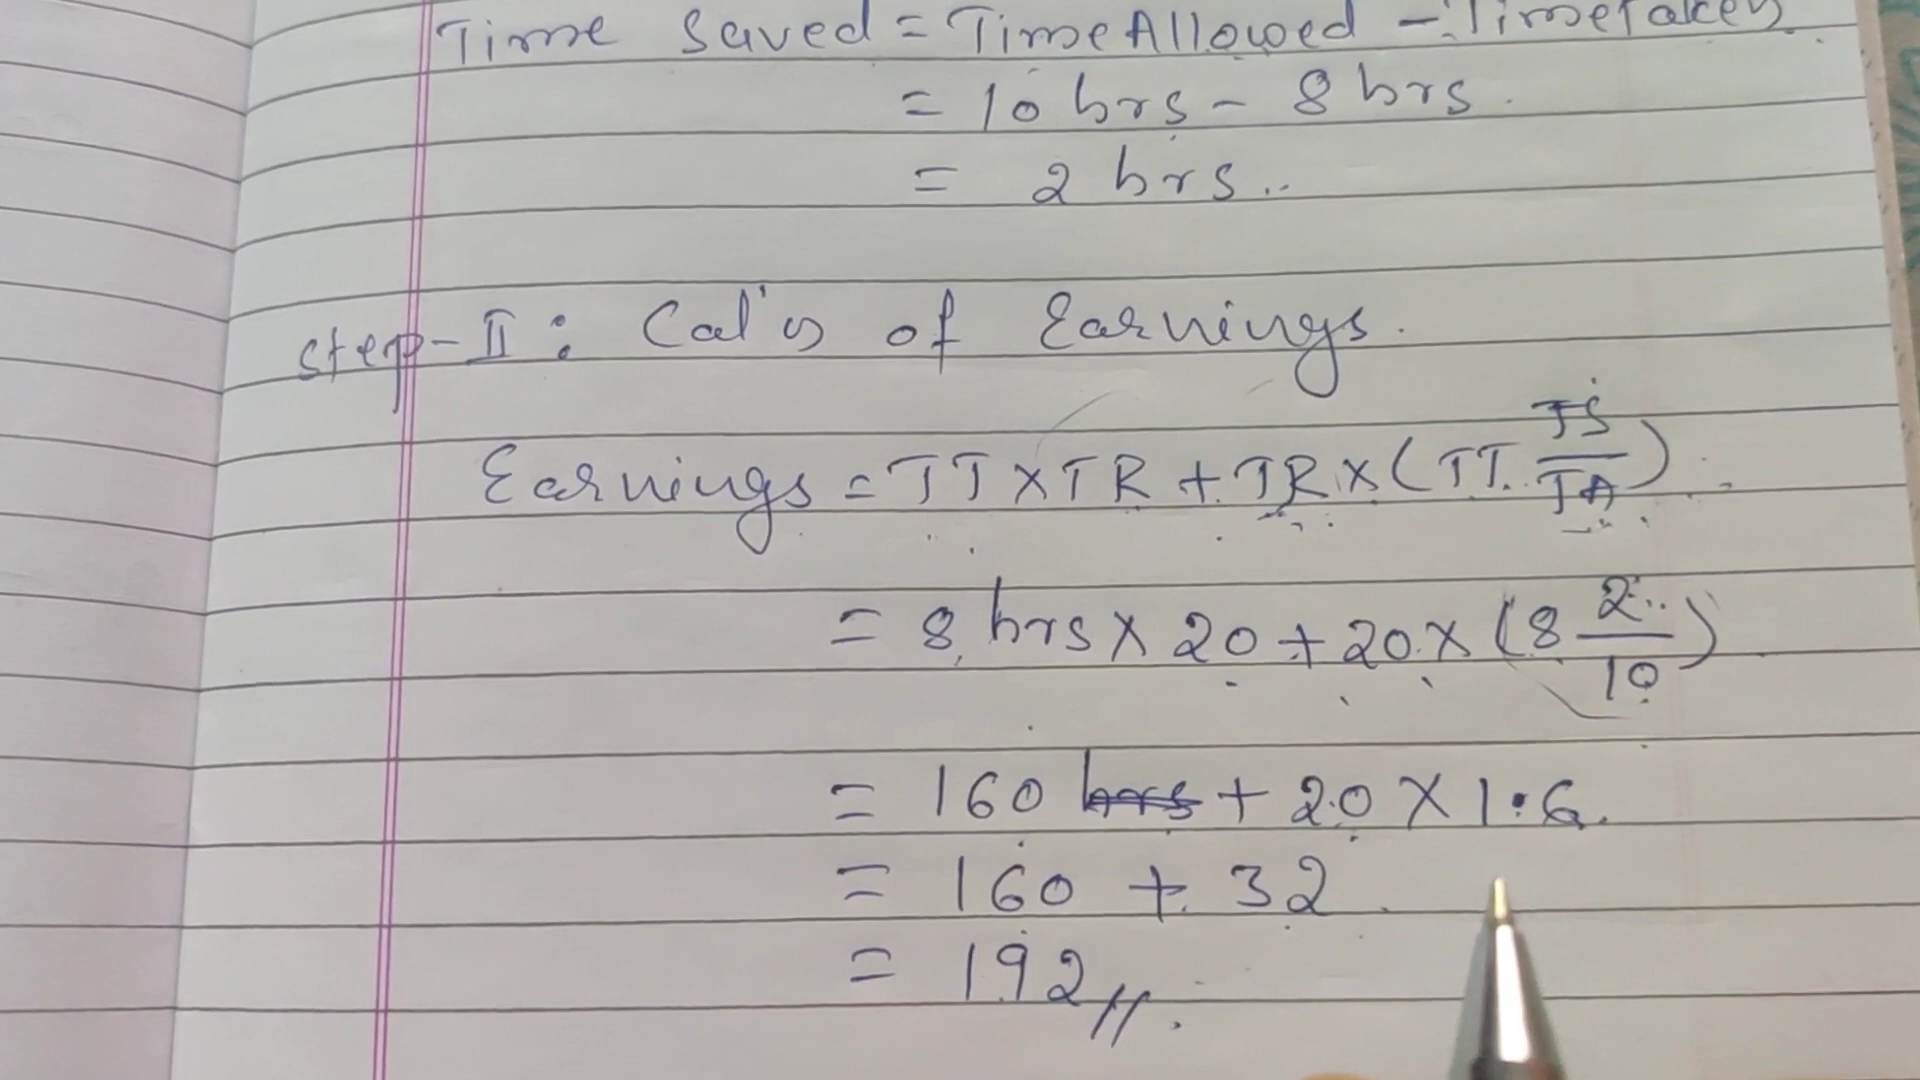 Time Saved = Time Allowed - Time Taken
= 10 hrs - 8 hrs.
= 2 hrs..
Step-II : Cal'n of Earnings.
Earnings = TT X TR + TR X (TT TS/TA)
= 8 hrs X 20 + 20 X (8 2/10)
= 160 hrs + 20 X 1.6.
= 160 + 32
= 192//.